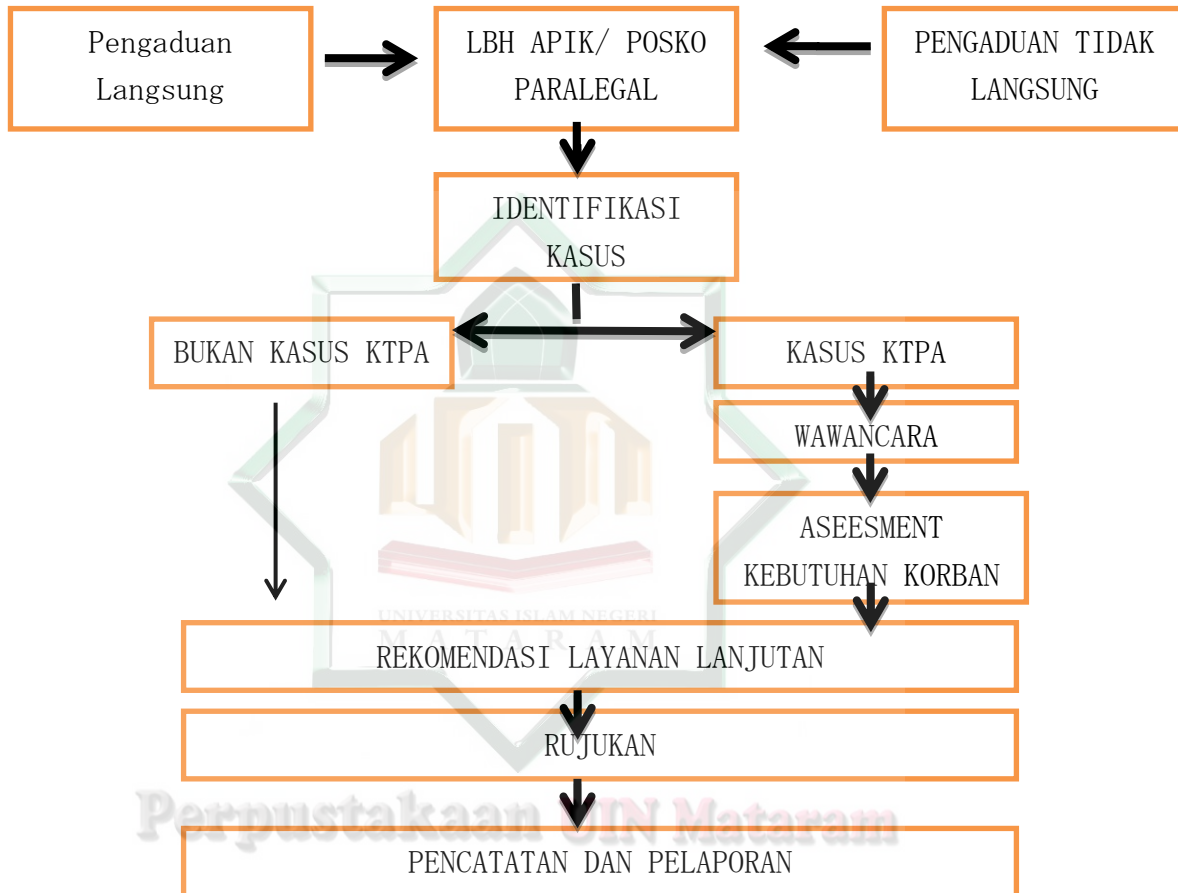 Pengaduan
Langsung
LBH APIK/ POSKO
PARALEGAL
PENGADUAN TIDAK
LANGSUNG
IDENTIFIKASI
KASUS
BUKAN KASUS KTPA
KASUS KTPA
WAWANCARA
ASEESMENT
KEBUTUHAN KORBAN
UNIVERSITAS ISLAM NEGERI
MATARAM
REKOMENDASI LAYANAN LANJUTAN
RUJUKAN
Perpustakaan UIN Mataram
PENCATATAN DAN PELAPORAN